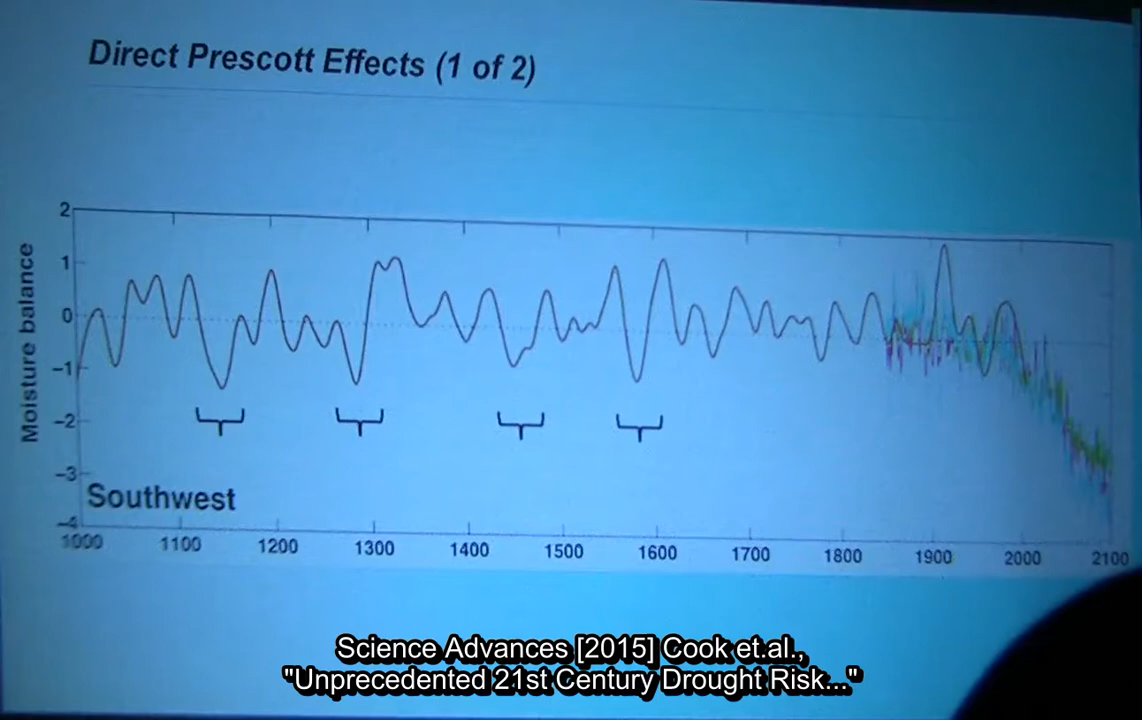 Direct Prescott Effects (1 of 2)
2
1
0
−1
−2
−3
−4
Moisture balance
Southwest
1000 1100 1200 1300 1400 1500 1600 1700 1800 1900 2000 2100
Science Advances [2015] Cook et.al.,
"Unprecedented 21st Century Drought Risk..."